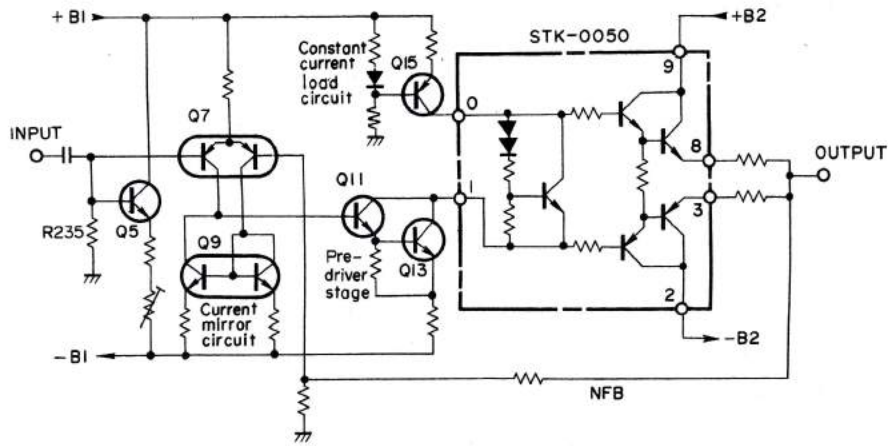 +B1
Constant
current
load
circuit
Q15
STK-0050
+B2
9
0
Q7
INPUT
8
OUTPUT
Q11
1
3
R235
Q5
Q9
Pre-
driver
stage
Q13
Current
mirror
circuit
2
-B1
-B2
NFB